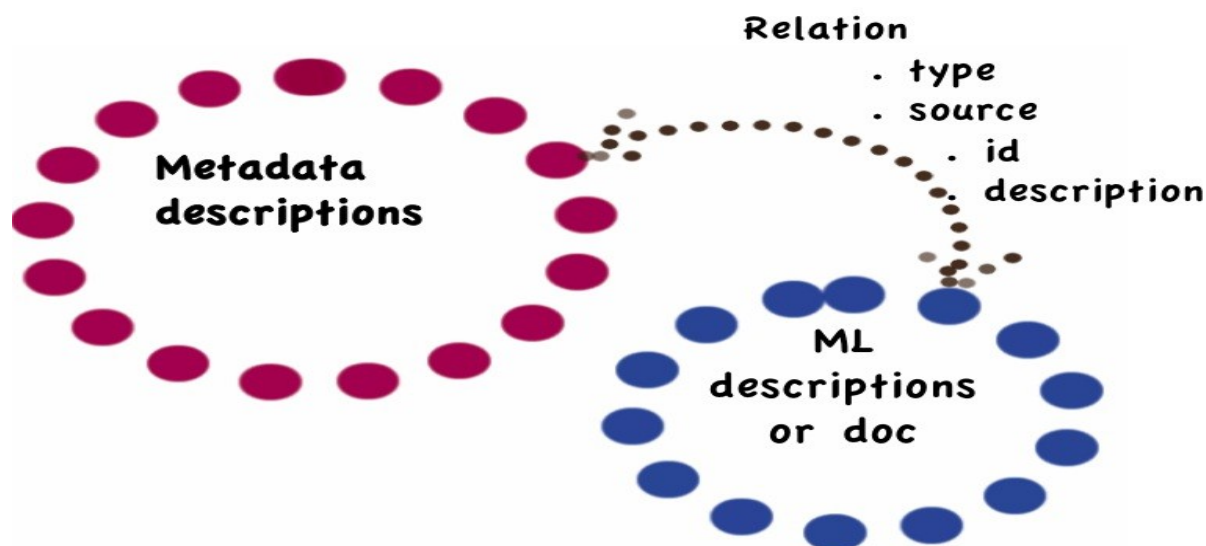 Relation
. type
. source
. id
. description
Metadata
descriptions
ML
descriptions
or doc